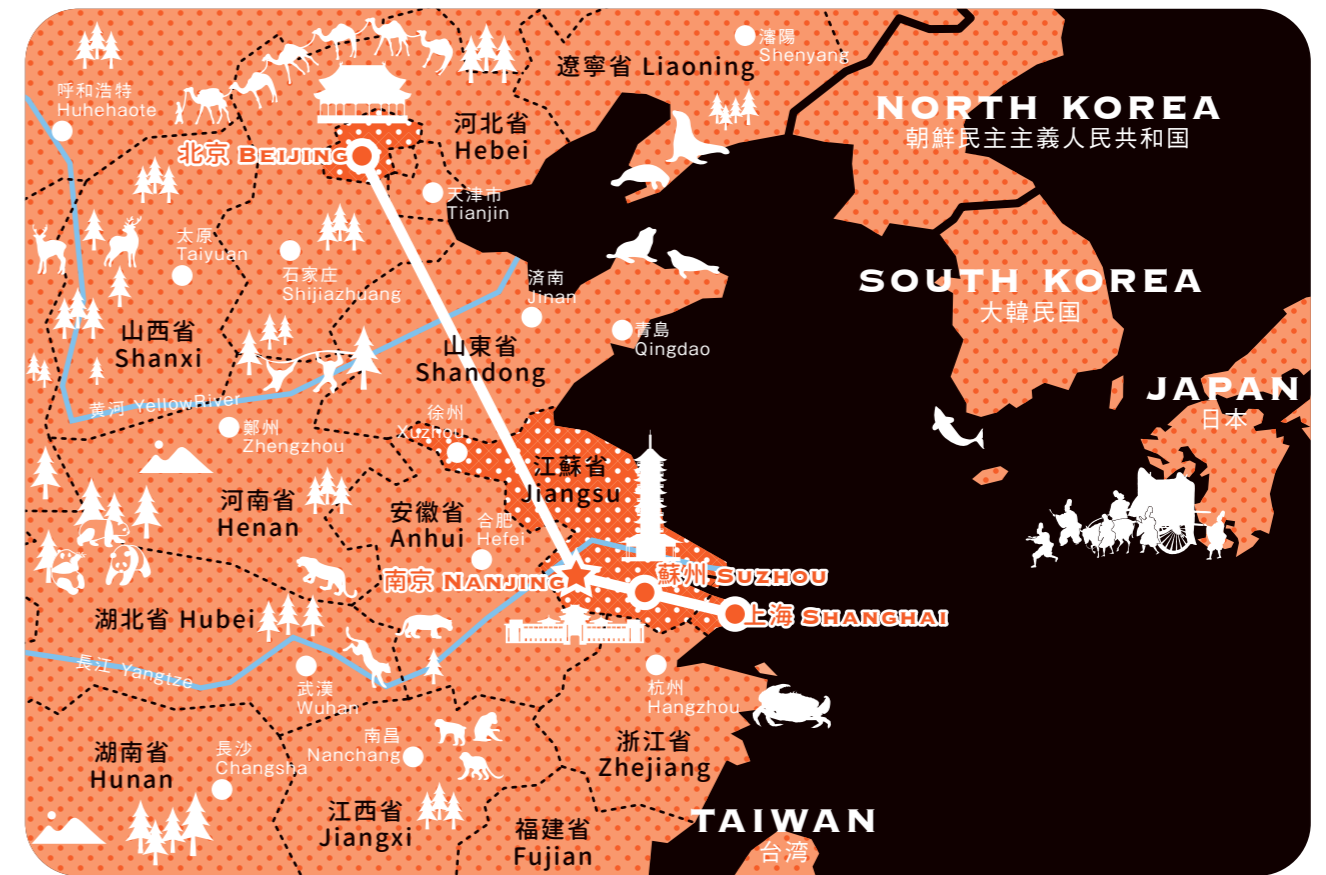 瀋陽
Shenyang
遼寧省 Liaoning
呼和浩特
Huhehaote
NORTH KOREA
朝鮮民主主義人民共和国
河北省
Hebei
北京 BEIJING
天津市
Tianjin
太原
Taiyuan
石家庄
Shijiazhuang
済南
Jinan
SOUTH KOREA
大韓民国
山西省
Shanxi
青島
Qingdao
山東省
Shandong
JAPAN
日本
黄河 YellowRiver
徐州
Xuzhou
鄭州
Zhengzhou
江蘇省
Jiangsu
河南省
Henan
安徽省
Anhui
合肥
Hefei
南京 NANJING
蘇州 SUZHOU
上海 SHANGHAI
湖北省 Hubei
長江 Yangtze
武漢
Wuhan
杭州
Hangzhou
湖南省
Hunan
長沙
Changsha
南昌
Nanchang
浙江省
Zhejiang
江西省
Jiangxi
福建省
Fujian
TAIWAN
台湾